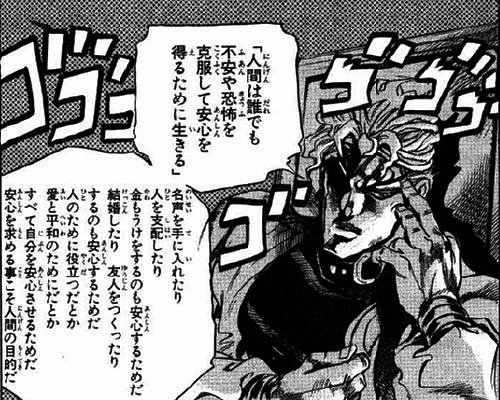 「人間は誰でも
不安や恐怖を
克服して安心を
得るために生きる」
名声を手に入れたり
人を支配したり
金もうけをするのも安心するためだ
結婚したり 友人をつくったり
するのも安心するためだ
人のために役立つだとか
愛と平和のためにだとか
すべて自分を安心させるためだ
安心を求める事こそ人間の目的だ
ゴゴ
ゴゴゴ
ゴ